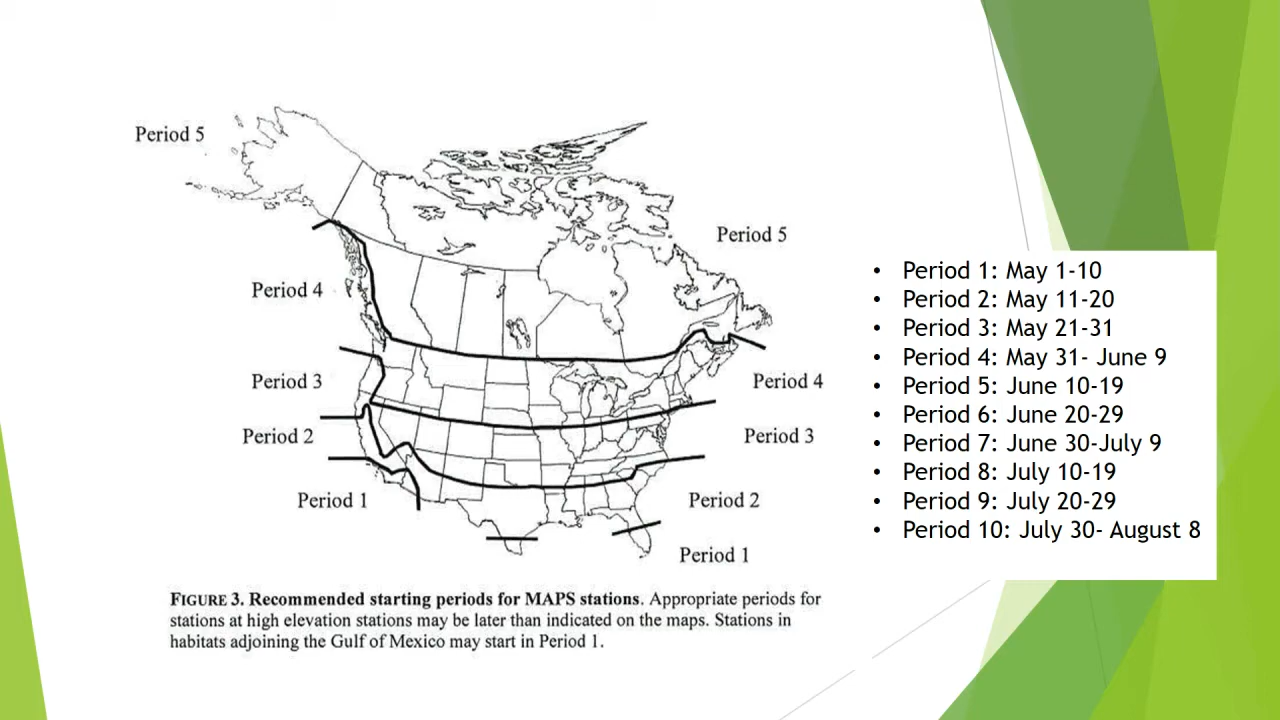 Period 5
Period 5
Period 4
Period 3
Period 4
Period 2
Period 3
Period 1
Period 2
Period 1
FIGURE 3. Recommended starting periods for MAPS stations. Appropriate periods for
stations at high elevation stations may be later than indicated on the maps. Stations in
habitats adjoining the Gulf of Mexico may start in Period 1.
• Period 1: May 1-10
• Period 2: May 11-20
• Period 3: May 21-31
• Period 4: May 31- June 9
• Period 5: June 10-19
• Period 6: June 20-29
• Period 7: June 30-July 9
• Period 8: July 10-19
• Period 9: July 20-29
• Period 10: July 30- August 8